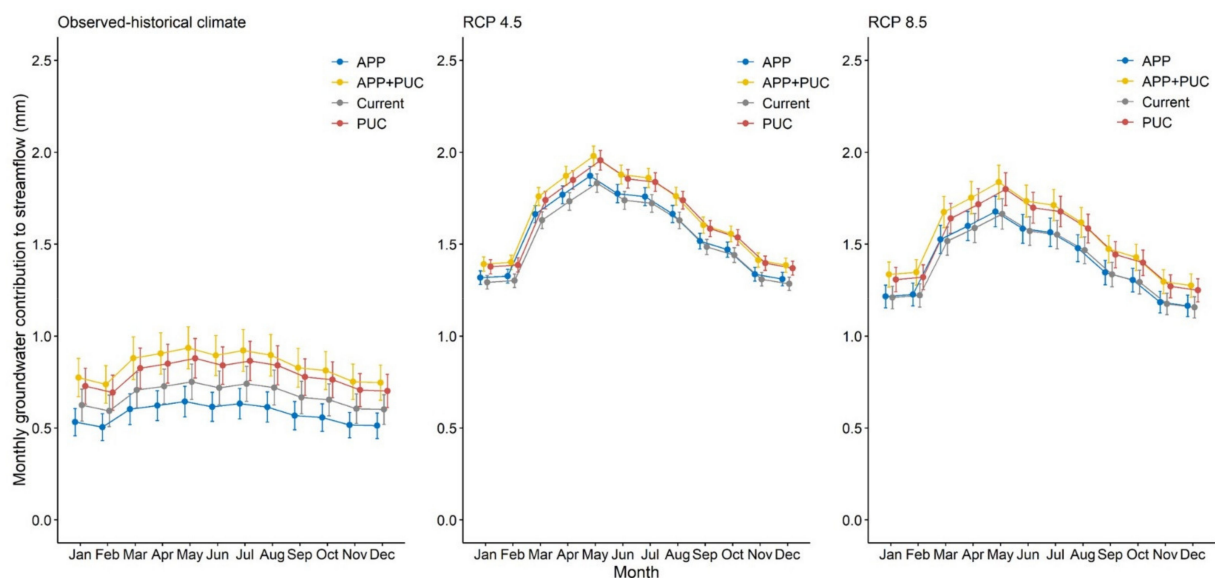 Observed-historical climate
RCP 4.5
RCP 8.5
Monthly groundwater contribution to streamflow (mm)
2.5
2.0
1.5
1.0
0.5
0.0
APP
APP+PUC
Current
PUC
Jan Feb Mar Apr May Jun Jul Aug Sep Oct Nov Dec
2.5
2.0
1.5
1.0
0.5
0.0
APP
APP+PUC
Current
PUC
Jan Feb Mar Apr May Jun Jul Aug Sep Oct Nov Dec
Month
2.5
2.0
1.5
1.0
0.5
0.0
APP
APP+PUC
Current
PUC
Jan Feb Mar Apr May Jun Jul Aug Sep Oct Nov Dec